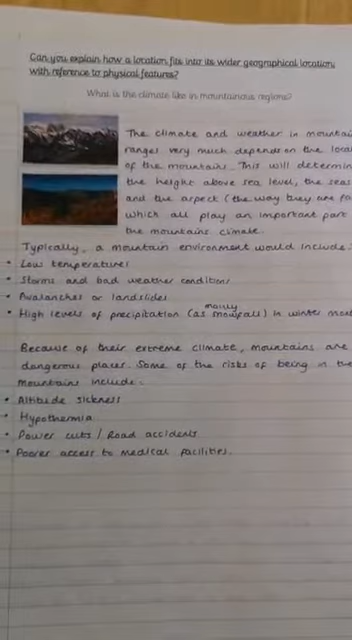 Can you explain how a location fits into its wider geographical location
with reference to physical features?
What is the climate like in mountainous regions?
The climate and weather in mountai
ranges very much depends on the loca
of the mountains. This will determin
the height above sea level, the seas
and the aspect (the way they are fa
which all play an important part
the mountains climate.
Typically, a mountain environment would include:
• Low temperatures
• Storms and bad weather conditions
• Avalanches or landslides
mainly
• High levels of precipitation (as snowfall) in winter mon
Because of their extreme climate, mountains are
dangerous places. Some of the risks of being in the
mountains include:
• Altitude sickness
• Hypothermia
• Power cuts / Road accidents
• Poorer access to medical facilities.